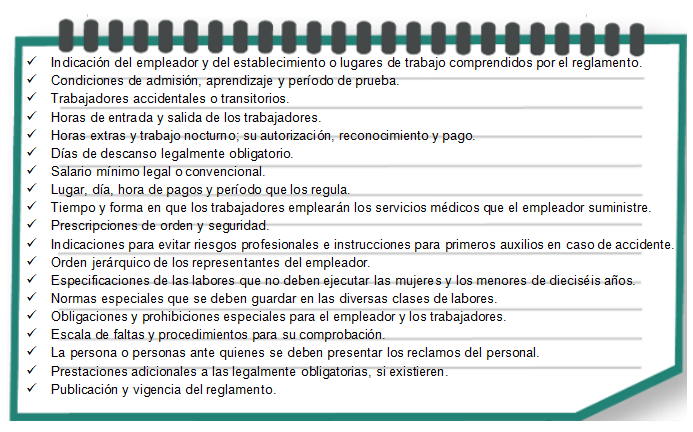 ✓ Indicación del empleador y del establecimiento o lugares de trabajo comprendidos por el reglamento.
✓ Condiciones de admisión, aprendizaje y período de prueba.
✓ Trabajadores accidentales o transitorios.
✓ Horas de entrada y salida de los trabajadores.
✓ Horas extras y trabajo nocturno; su autorización, reconocimiento y pago.
✓ Días de descanso legalmente obligatorio.
✓ Salario mínimo legal o convencional.
✓ Lugar, día, hora de pagos y período que los regula.
✓ Tiempo y forma en que los trabajadores emplearán los servicios médicos que el empleador suministre.
✓ Prescripciones de orden y seguridad.
✓ Indicaciones para evitar riesgos profesionales e instrucciones para primeros auxilios en caso de accidente.
✓ Orden jerárquico de los representantes del empleador.
✓ Especificaciones de las labores que no deben ejecutar las mujeres y los menores de dieciséis años.
✓ Normas especiales que se deben guardar en las diversas clases de labores.
✓ Obligaciones y prohibiciones especiales para el empleador y los trabajadores.
✓ Escala de faltas y procedimientos para su comprobación.
✓ La persona o personas ante quienes se deben presentar los reclamos del personal.
✓ Prestaciones adicionales a las legalmente obligatorias, si existieren.
✓ Publicación y vigencia del reglamento.